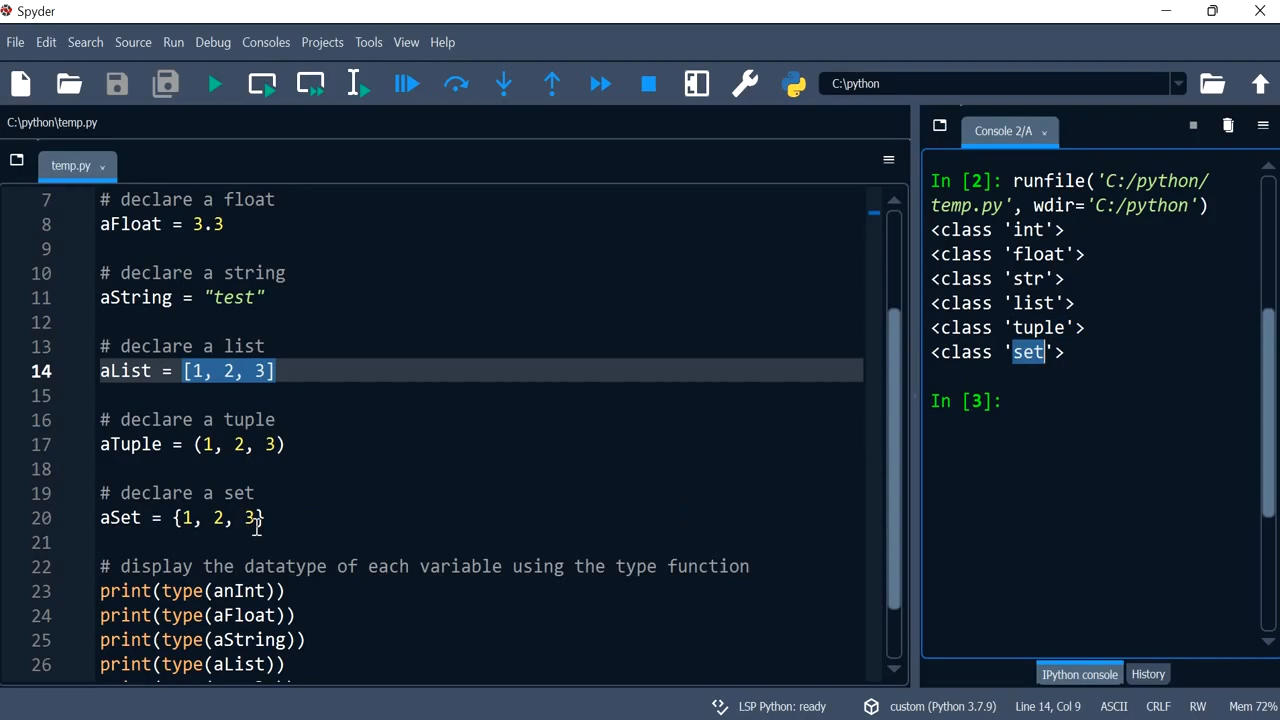 Spyder
File Edit Search Source Run Debug Consoles Projects Tools View Help
C:\python
C:\python\temp.py
temp.py
7 # declare a float
8 aFloat = 3.3
9
10 # declare a string
11 aString = "test"
12
13 # declare a list
14 aList = [1, 2, 3]
15
16 # declare a tuple
17 aTuple = (1, 2, 3)
18
19 # declare a set
20 aSet = {1, 2, 3}
21
22 # display the datatype of each variable using the type function
23 print(type(anInt))
24 print(type(aFloat))
25 print(type(aString))
26 print(type(aList))
Console 2/A
In [2]: runfile('C:/python/
temp.py', wdir='C:/python')
<class 'int'>
<class 'float'>
<class 'str'>
<class 'list'>
<class 'tuple'>
<class 'set'>
In [3]:
IPython console History
LSP Python: ready custom (Python 3.7.9) Line 14, Col 9 ASCII CRLF RW Mem 72%